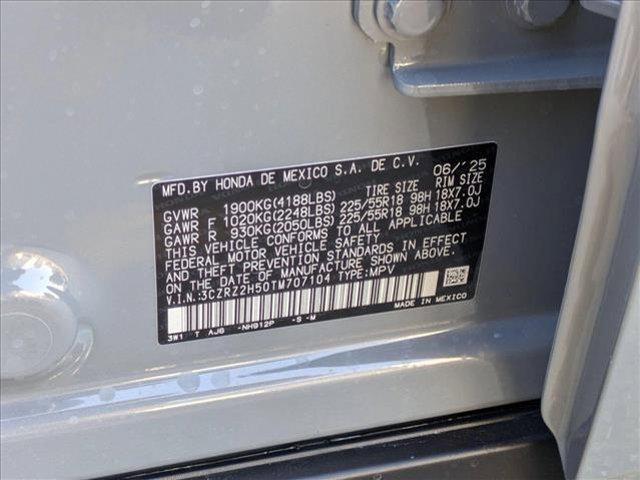 MFD.BY HONDA DE MEXICO S.A. DE C.V. 06/'25
TIRE SIZE RIM SIZE
GVWR 1900KG(4188LBS)
GAWR F 1020KG(2248LBS) 225/55R18 98H 18X7.0J
GAWR R 930KG(2050LBS) 225/55R18 98H 18X7.0J
THIS VEHICLE CONFORMS TO ALL APPLICABLE
FEDERAL MOTOR VEHICLE SAFETY AND
THEFT PREVENTION STANDARDS IN EFFECT
ON THE DATE OF MANUFACTURE SHOWN ABOVE.
V.I.N.:3CZRZ2H50TM707104 TYPE:MPV
MADE IN MEXICO
3W1 T AJ6 -NH912P -S-M